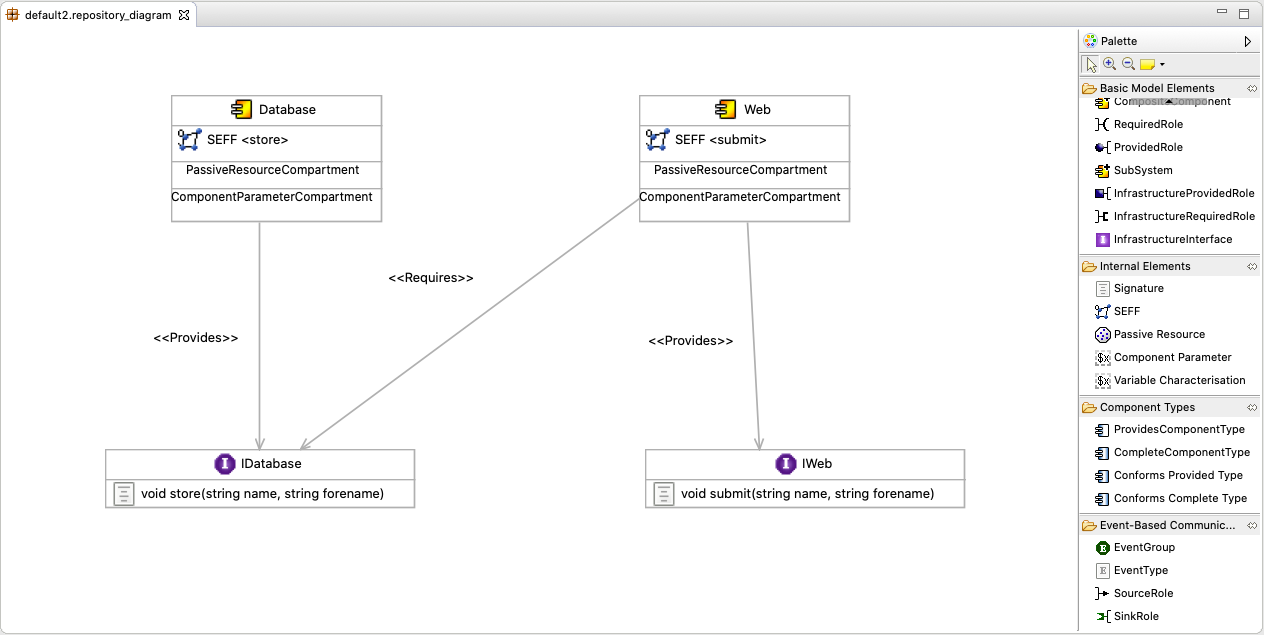 default2.repository_diagram
Database
SEFF <store>
PassiveResourceCompartment
ComponentParameterCompartment
Web
SEFF <submit>
PassiveResourceCompartment
ComponentParameterCompartment
<<Requires>>
<<Provides>>
<<Provides>>
IDatabase
void store(string name, string forename)
IWeb
void submit(string name, string forename)
Palette
Basic Model Elements
CompositeComponent
RequiredRole
ProvidedRole
SubSystem
InfrastructureProvidedRole
InfrastructureRequiredRole
InfrastructureInterface
Internal Elements
Signature
SEFF
Passive Resource
Component Parameter
Variable Characterisation
Component Types
ProvidesComponentType
CompleteComponentType
Conforms Provided Type
Conforms Complete Type
Event-Based Communic...
EventGroup
EventType
SourceRole
SinkRole